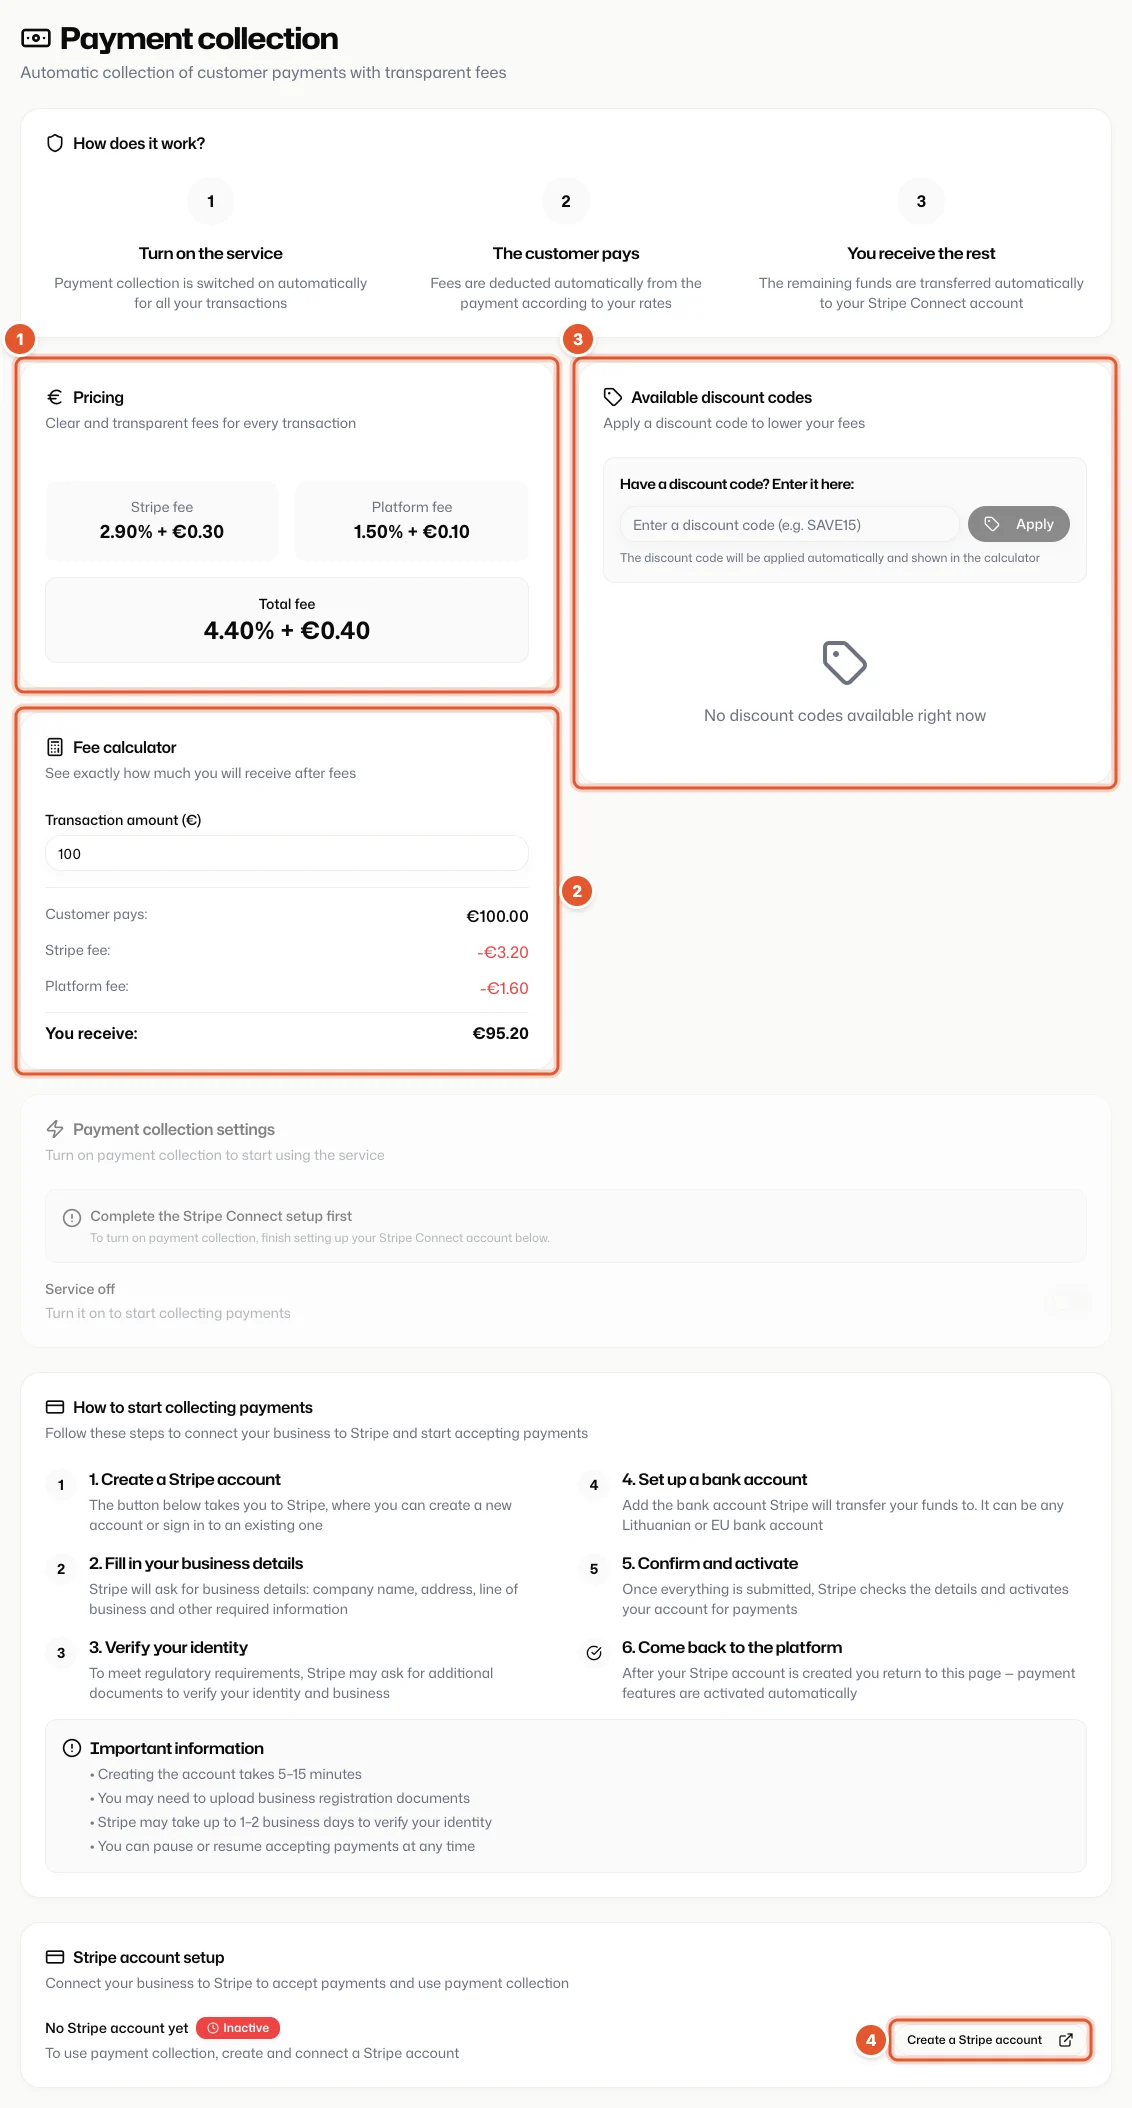 Payment collection
Automatic collection of customer payments with transparent fees
How does it work?
1
Turn on the service
Payment collection is switched on automatically
for all your transactions
2
The customer pays
Fees are deducted automatically from the
payment according to your rates
3
You receive the rest
The remaining funds are transferred automatically
to your Stripe Connect account
1
Pricing
Clear and transparent fees for every transaction
Stripe fee
2.90% + €0.30
Platform fee
1.50% + €0.10
Total fee
4.40% + €0.40
3
Available discount codes
Apply a discount code to lower your fees
Have a discount code? Enter it here:
Enter a discount code (e.g. SAVE15)
Apply
The discount code will be applied automatically and shown in the calculator
No discount codes available right now
2
Fee calculator
See exactly how much you will receive after fees
Transaction amount (€)
100
Customer pays: €100.00
Stripe fee: -€3.20
Platform fee: -€1.60
You receive: €95.20
Payment collection settings
Turn on payment collection to start using the service
Complete the Stripe Connect setup first
To turn on payment collection, finish setting up your Stripe Connect account below.
Service off
Turn it on to start collecting payments
How to start collecting payments
Follow these steps to connect your business to Stripe and start accepting payments
1
1. Create a Stripe account
The button below takes you to Stripe, where you can create a new
account or sign in to an existing one
2
2. Fill in your business details
Stripe will ask for business details: company name, address, line of
business and other required information
3
3. Verify your identity
To meet regulatory requirements, Stripe may ask for additional
documents to verify your identity and business
4
4. Set up a bank account
Add the bank account Stripe will transfer your funds to. It can be any
Lithuanian or EU bank account
5
5. Confirm and activate
Once everything is submitted, Stripe checks the details and activates
your account for payments
6. Come back to the platform
After your Stripe account is created you return to this page – payment
features are activated automatically
Important information
• Creating the account takes 5–15 minutes
• You may need to upload business registration documents
• Stripe may take up to 1–2 business days to verify your identity
• You can pause or resume accepting payments at any time
Stripe account setup
Connect your business to Stripe to accept payments and use payment collection
No Stripe account yet Inactive
To use payment collection, create and connect a Stripe account
4
Create a Stripe account